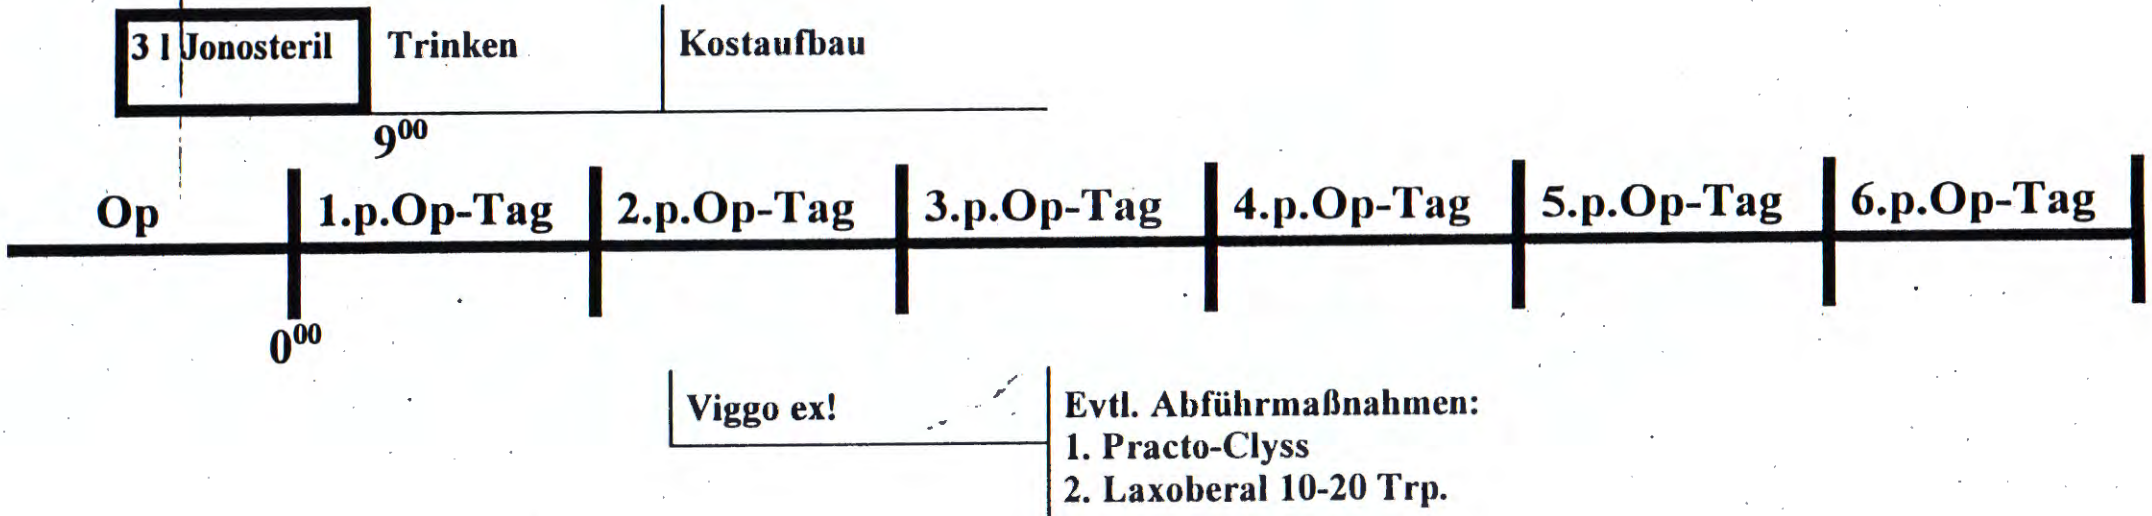 3 l Jonosteril Trinken Kostaufbau
9⁰⁰
Op 1.p.Op-Tag 2.p.Op-Tag 3.p.Op-Tag 4.p.Op-Tag 5.p.Op-Tag 6.p.Op-Tag
0⁰⁰
Viggo ex!
Evtl. Abführmaßnahmen:
1. Practo-Clyss
2. Laxoberal 10-20 Trp.